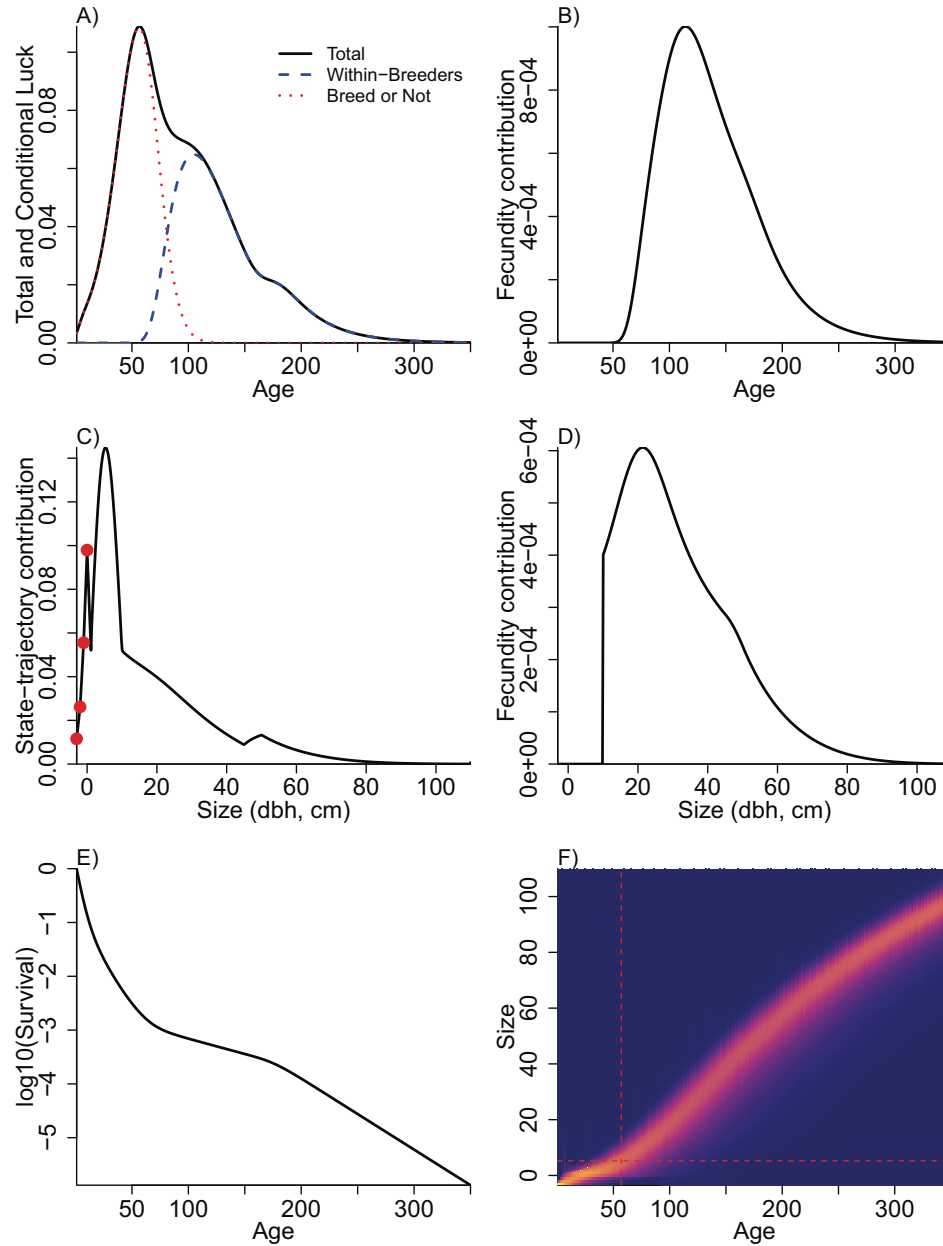 A)
Total and Conditional Luck
0.00
0.04
0.08
Total
Within−Breeders
Breed or Not
50
100
200
300
Age
B)
Fecundity contribution
0e+00
4e−04
8e−04
50
100
200
300
Age
C)
State−trajectory contribution
0.00
0.04
0.08
0.12
0
20
40
60
80
100
Size (dbh, cm)
D)
Fecundity contribution
0e+00
2e−04
4e−04
6e−04
0
20
40
60
80
100
Size (dbh, cm)
E)
log10(Survival)
0
−1
−2
−3
−4
−5
50
100
200
300
Age
F)
Size
0
20
40
60
80
100
50
100
200
300
Age